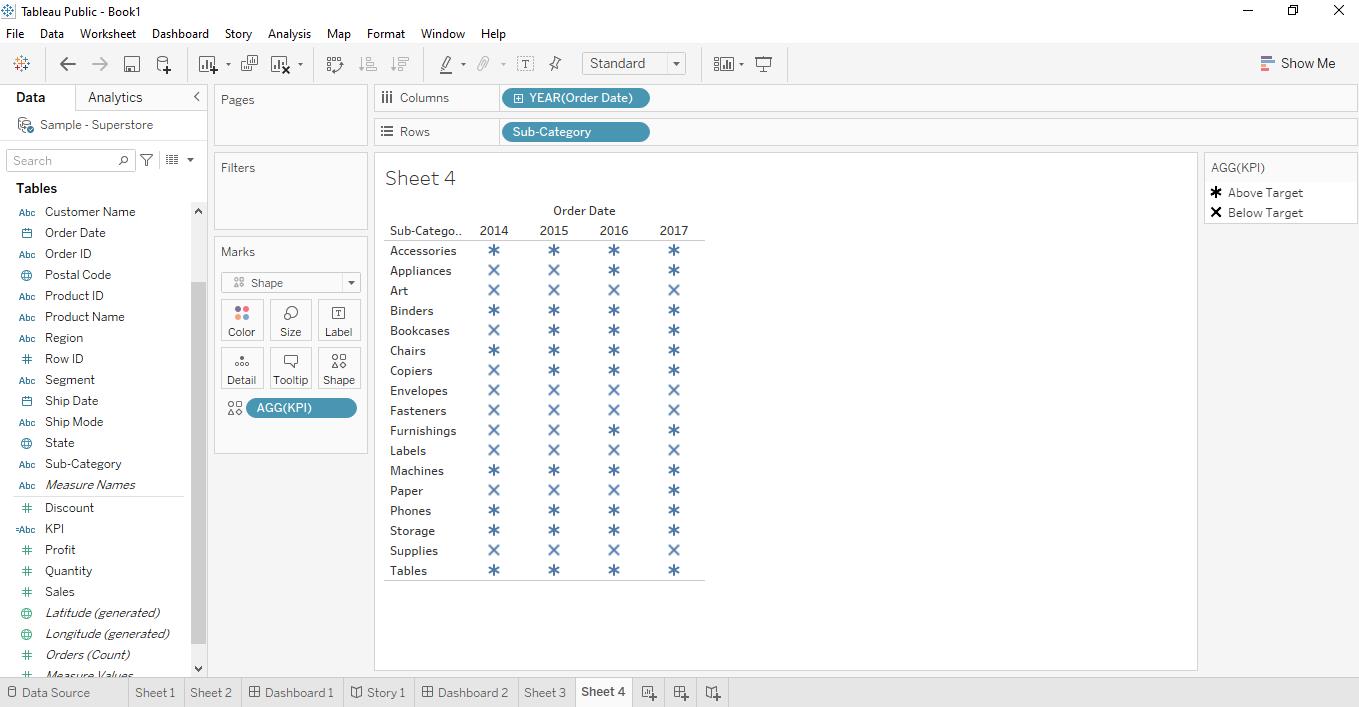 Tableau Public - Book1
File Data Worksheet Dashboard Story Analysis Map Format Window Help
Standard
Show Me
Data Analytics
Sample - Superstore
Search
Tables
Abc Customer Name
Order Date
Abc Order ID
Postal Code
Abc Product ID
Abc Product Name
Abc Region
Row ID
Abc Segment
Ship Date
Abc Ship Mode
State
Abc Sub-Category
Abc Measure Names
Discount
=Abc KPI
Profit
Quantity
Sales
Latitude (generated)
Longitude (generated)
Orders (Count)
Measure Values
Pages
Filters
Marks
Shape
Color Size T Label
Detail Tooltip Shape
AGG(KPI)
Columns YEAR(Order Date)
Rows Sub-Category
Sheet 4
Order Date
Sub-Catego.. 2014 2015 2016 2017
Accessories
Appliances
Art
Binders
Bookcases
Chairs
Copiers
Envelopes
Fasteners
Furnishings
Labels
Machines
Paper
Phones
Storage
Supplies
Tables
AGG(KPI)
Above Target
Below Target
Data Source Sheet 1 Sheet 2 Dashboard 1 Story 1 Dashboard 2 Sheet 3 Sheet 4